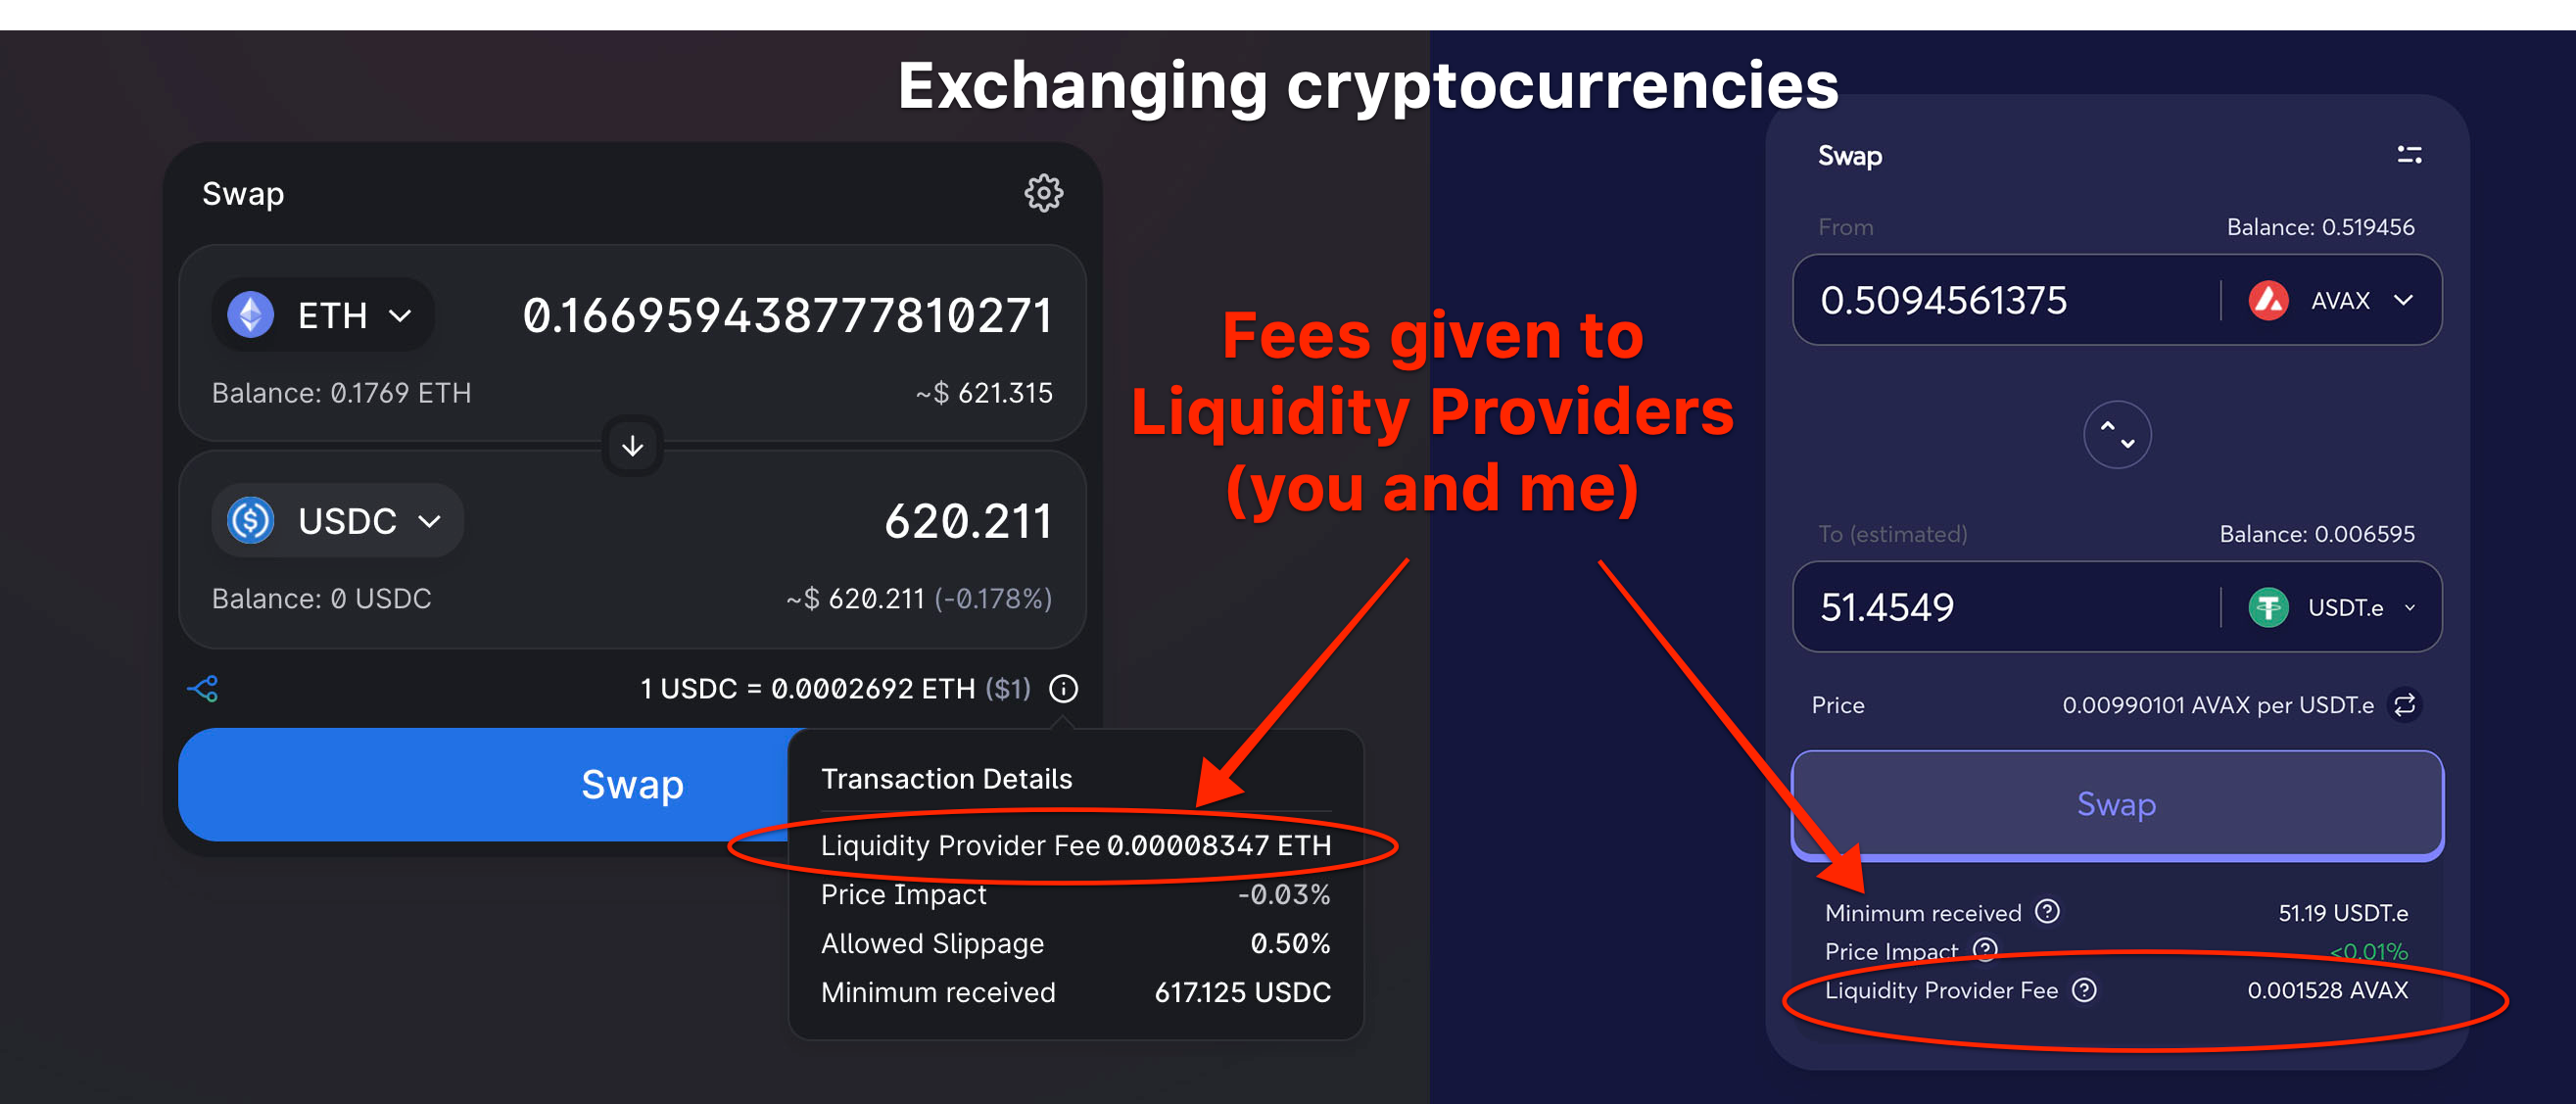 Exchanging cryptocurrencies
Swap
ETH 0.166959438777810271
Balance: 0.1769 ETH ~$ 621.315
USDC 620.211
Balance: 0 USDC ~$ 620.211 (-0.178%)
1 USDC = 0.0002692 ETH ($1)
Swap
Transaction Details
Liquidity Provider Fee 0.00008347 ETH
Price Impact -0.03%
Allowed Slippage 0.50%
Minimum received 617.125 USDC
Fees given to
Liquidity Providers
(you and me)
Swap
From Balance: 0.519456
0.5094561375 AVAX
To (estimated) Balance: 0.006595
51.4549 USDT.e
Price 0.00990101 AVAX per USDT.e
Swap
Minimum received 51.19 USDT.e
Price Impact <0.01%
Liquidity Provider Fee 0.001528 AVAX